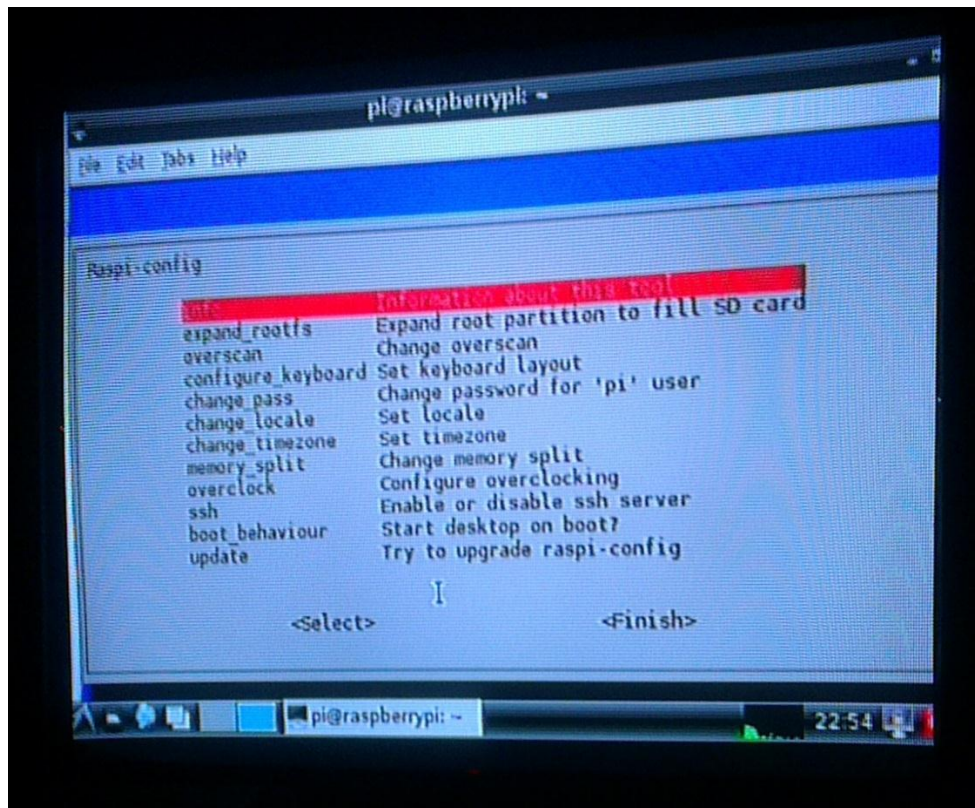 pi@raspberrypi: ~
File Edit Tabs Help
Raspi-config
info Information about this tool
expand_rootfs Expand root partition to fill SD card
overscan Change overscan
configure_keyboard Set keyboard layout
change_pass Change password for 'pi' user
change_locale Set locale
change_timezone Set timezone
memory_split Change memory split
overclock Configure overclocking
ssh Enable or disable ssh server
boot_behaviour Start desktop on boot?
update Try to upgrade raspi-config
<Select> <Finish>
pi@raspberrypi: ~ 22:54